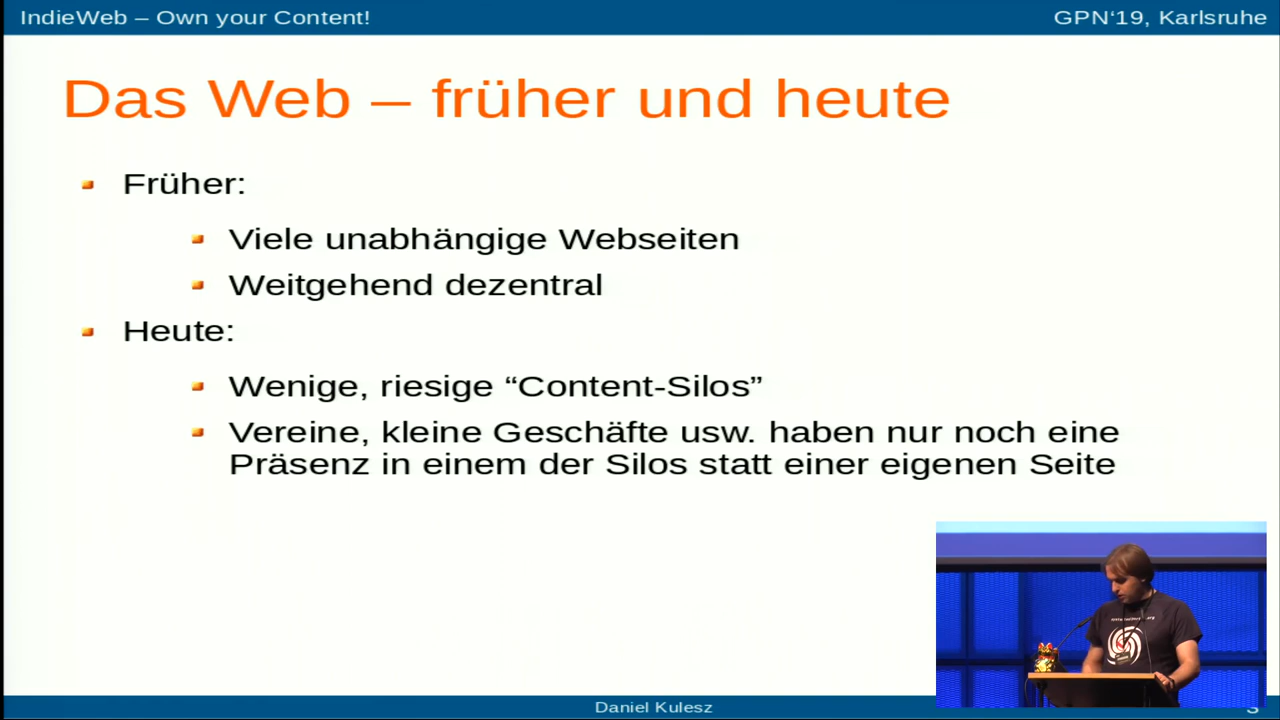 IndieWeb – Own your Content!
GPN‘19, Karlsruhe
Das Web – früher und heute
Früher:
Viele unabhängige Webseiten
Weitgehend dezentral
Heute:
Wenige, riesige “Content-Silos”
Vereine, kleine Geschäfte usw. haben nur noch eine
Präsenz in einem der Silos statt einer eigenen Seite
Daniel Kulesz
3